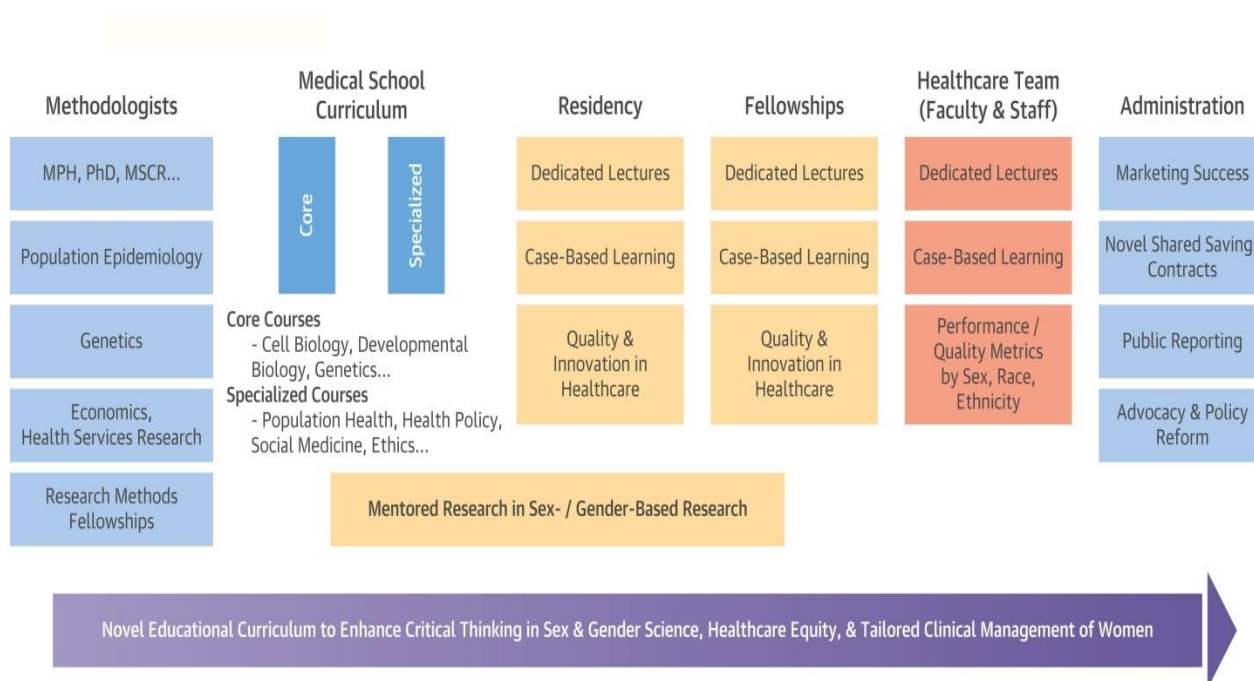 Methodologists
MPH, PhD, MSCR...
Population Epidemiology
Genetics
Economics,
Health Services Research
Research Methods
Fellowships
Medical School
Curriculum
Core
Specialized
Core Courses
- Cell Biology, Developmental
Biology, Genetics...
Specialized Courses
- Population Health, Health Policy,
Social Medicine, Ethics...
Residency
Dedicated Lectures
Case-Based Learning
Quality &
Innovation in
Healthcare
Fellowships
Dedicated Lectures
Case-Based Learning
Quality &
Innovation in
Healthcare
Healthcare Team
(Faculty & Staff)
Dedicated Lectures
Case-Based Learning
Performance /
Quality Metrics
by Sex, Race,
Ethnicity
Administration
Marketing Success
Novel Shared Saving
Contracts
Public Reporting
Advocacy & Policy
Reform
Mentored Research in Sex- / Gender-Based Research
Novel Educational Curriculum to Enhance Critical Thinking in Sex & Gender Science, Healthcare Equity, & Tailored Clinical Management of Women